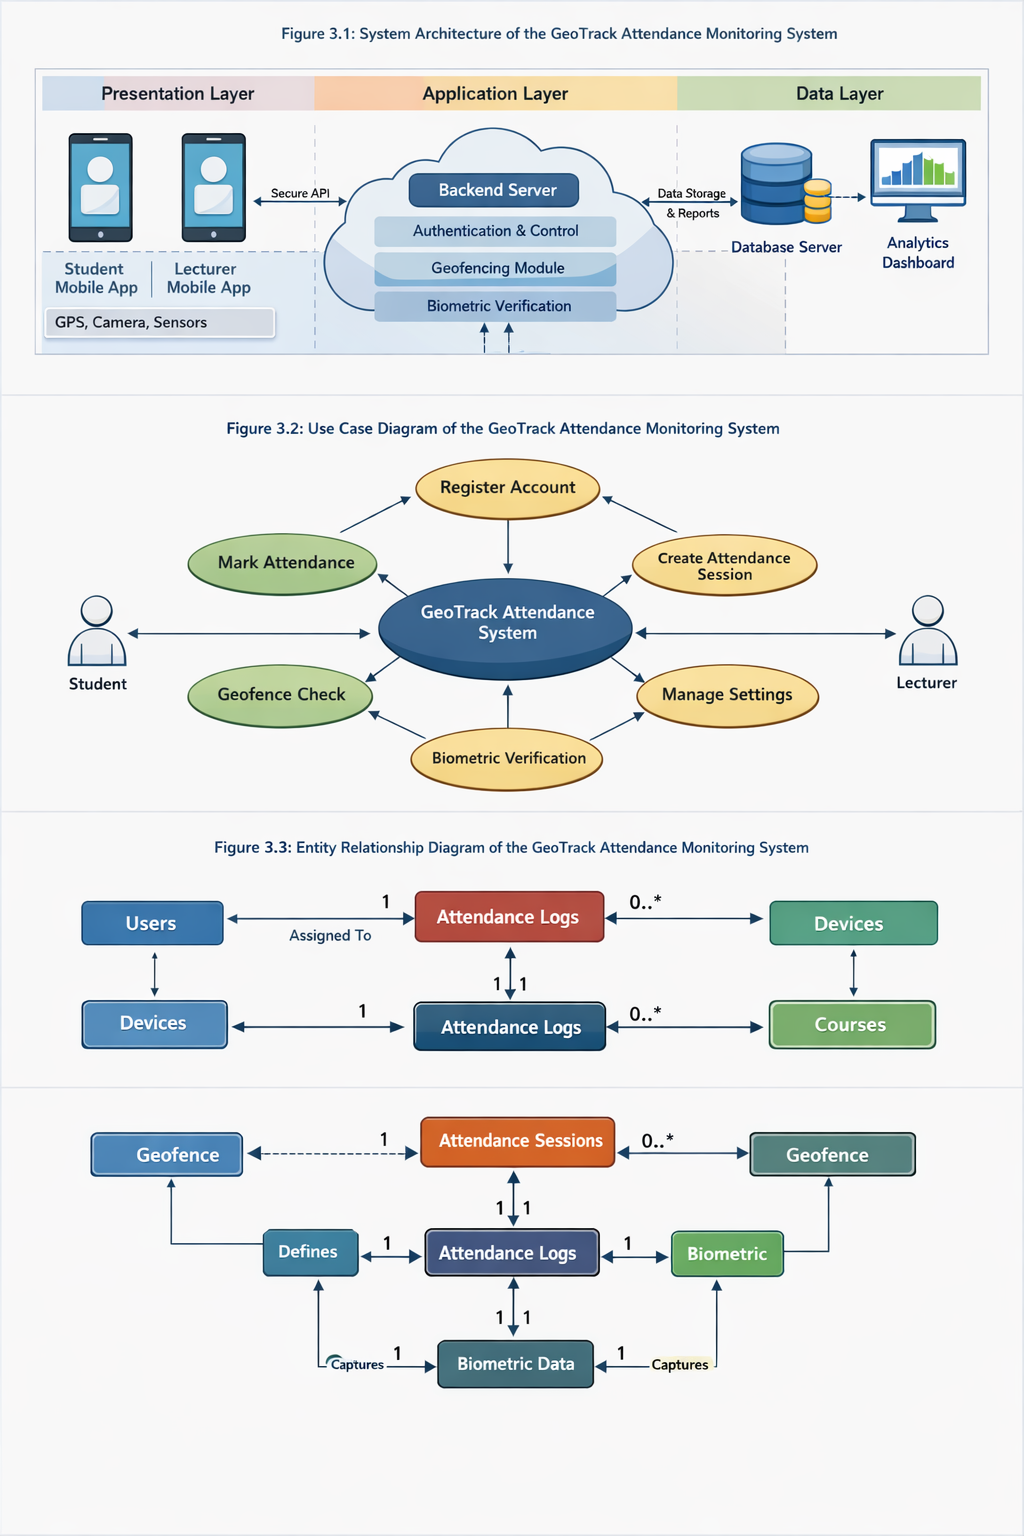 Figure 3.1: System Architecture of the GeoTrack Attendance Monitoring System
Presentation Layer
Application Layer
Data Layer
Secure API
Backend Server
Authentication & Control
Geofencing Module
Biometric Verification
Data Storage
& Reports
Database Server
Analytics
Dashboard
Student
Mobile App
Lecturer
Mobile App
GPS, Camera, Sensors
Figure 3.2: Use Case Diagram of the GeoTrack Attendance Monitoring System
Register Account
Mark Attendance
Create Attendance
Session
GeoTrack Attendance
System
Student
Lecturer
Geofence Check
Manage Settings
Biometric Verification
Figure 3.3: Entity Relationship Diagram of the GeoTrack Attendance Monitoring System
Users
1
Assigned To
Attendance Logs
0..*
Devices
1 1
Devices
1
Attendance Logs
0..*
Courses
Geofence
1
Attendance Sessions
0..*
Geofence
1 1
Defines
1
Attendance Logs
1
Biometric
1 1
Captures
1
Biometric Data
1
Captures